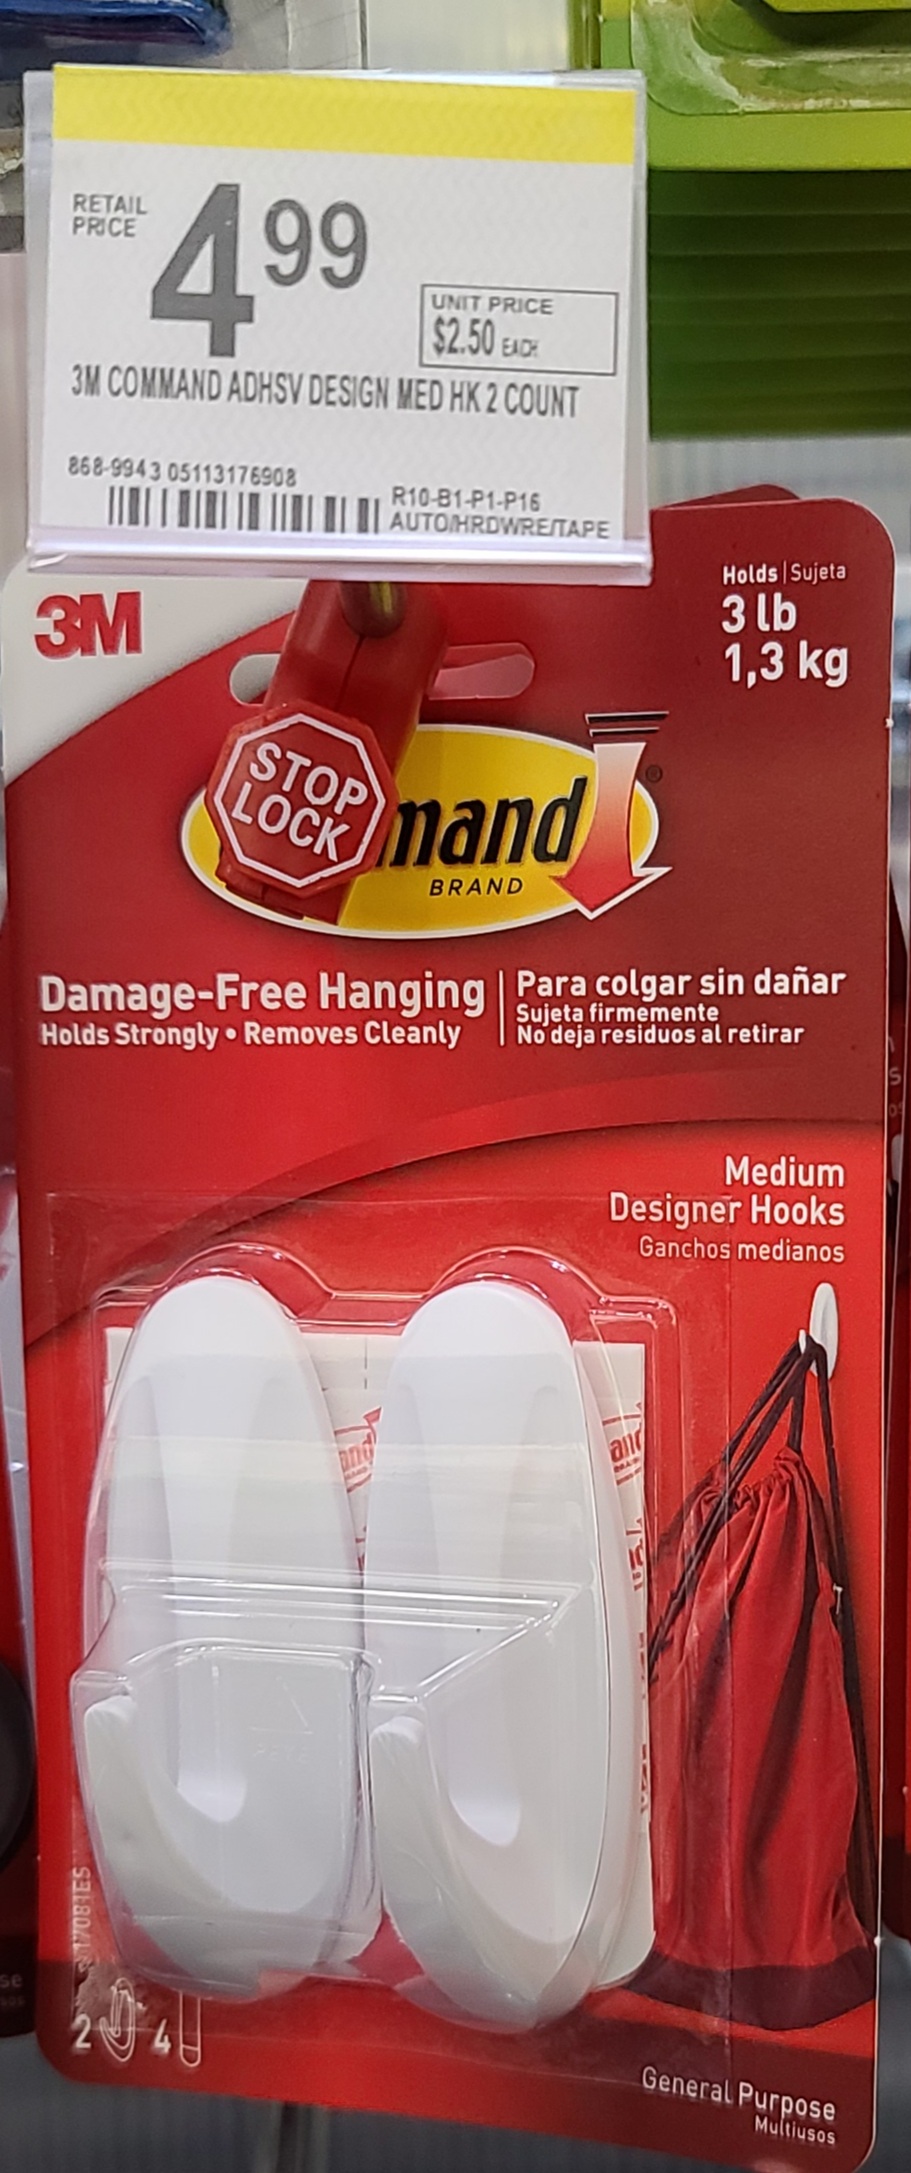 RETAIL
PRICE
4 99
UNIT PRICE
$2.50 EACH
3M COMMAND ADHSV DESIGN MED HK 2 COUNT
868-9943 05113176908
R10-B1-P1-P16
AUTO/HRDWRE/TAPE
3M
Holds | Sujeta
3 lb
1,3 kg
STOP
LOCK
mand
®
BRAND
Damage-Free Hanging
Holds Strongly • Removes Cleanly
Para colgar sin dañar
Sujeta firmemente
No deja residuos al retirar
Medium
Designer Hooks
Ganchos medianos
17081ES
2 4
General Purpose
Multiusos